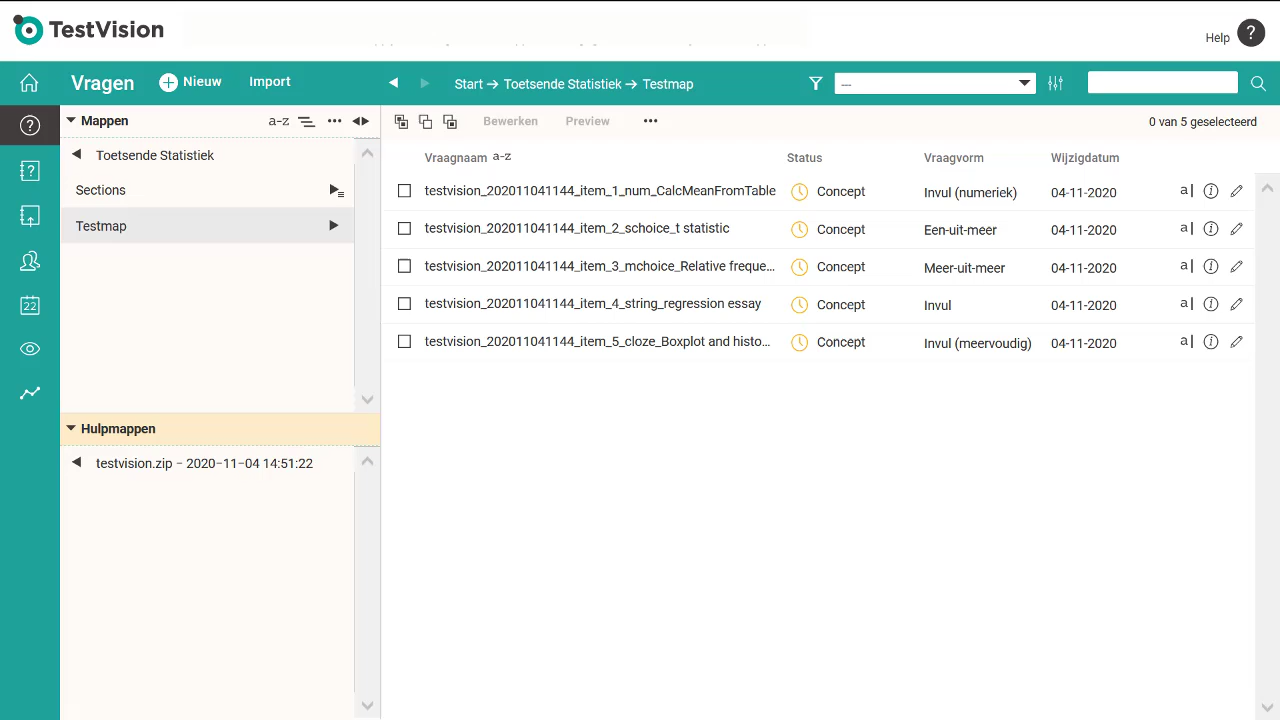 TestVision
Help ?
Vragen Nieuw Import Start → Toetsende Statistiek → Testmap —
Mappen a-z
Toetsende Statistiek
Sections
Testmap
Hulpmappen
testvision.zip - 2020-11-04 14:51:22
22
Bewerken Preview 0 van 5 geselecteerd
Vraagnaam a-z Status Vraagvorm Wijzigdatum
testvision_202011041144_item_1_num_CalcMeanFromTable Concept Invul (numeriek) 04-11-2020 a|
testvision_202011041144_item_2_schoice_t statistic Concept Een-uit-meer 04-11-2020 a|
testvision_202011041144_item_3_mchoice_Relative freque... Concept Meer-uit-meer 04-11-2020 a|
testvision_202011041144_item_4_string_regression essay Concept Invul 04-11-2020 a|
testvision_202011041144_item_5_cloze_Boxplot and histo... Concept Invul (meervoudig) 04-11-2020 a|